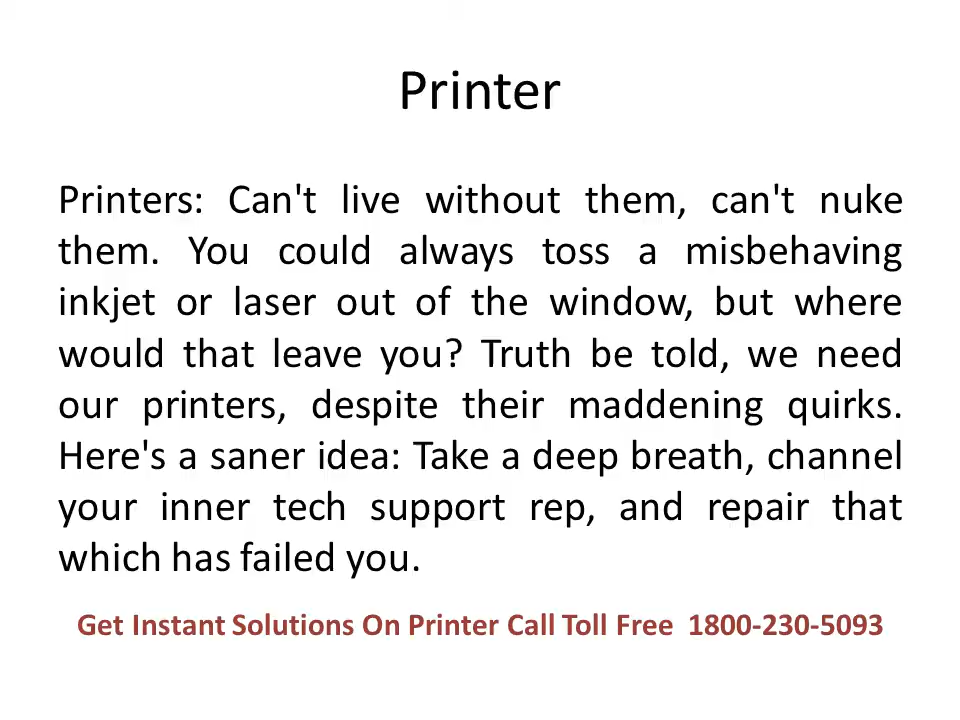 Printer
Printers: Can't live without them, can't nuke
them. You could always toss a misbehaving
inkjet or laser out of the window, but where
would that leave you? Truth be told, we need
our printers, despite their maddening quirks.
Here's a saner idea: Take a deep breath, channel
your inner tech support rep, and repair that
which has failed you.
Get Instant Solutions On Printer Call Toll Free 1800-230-5093